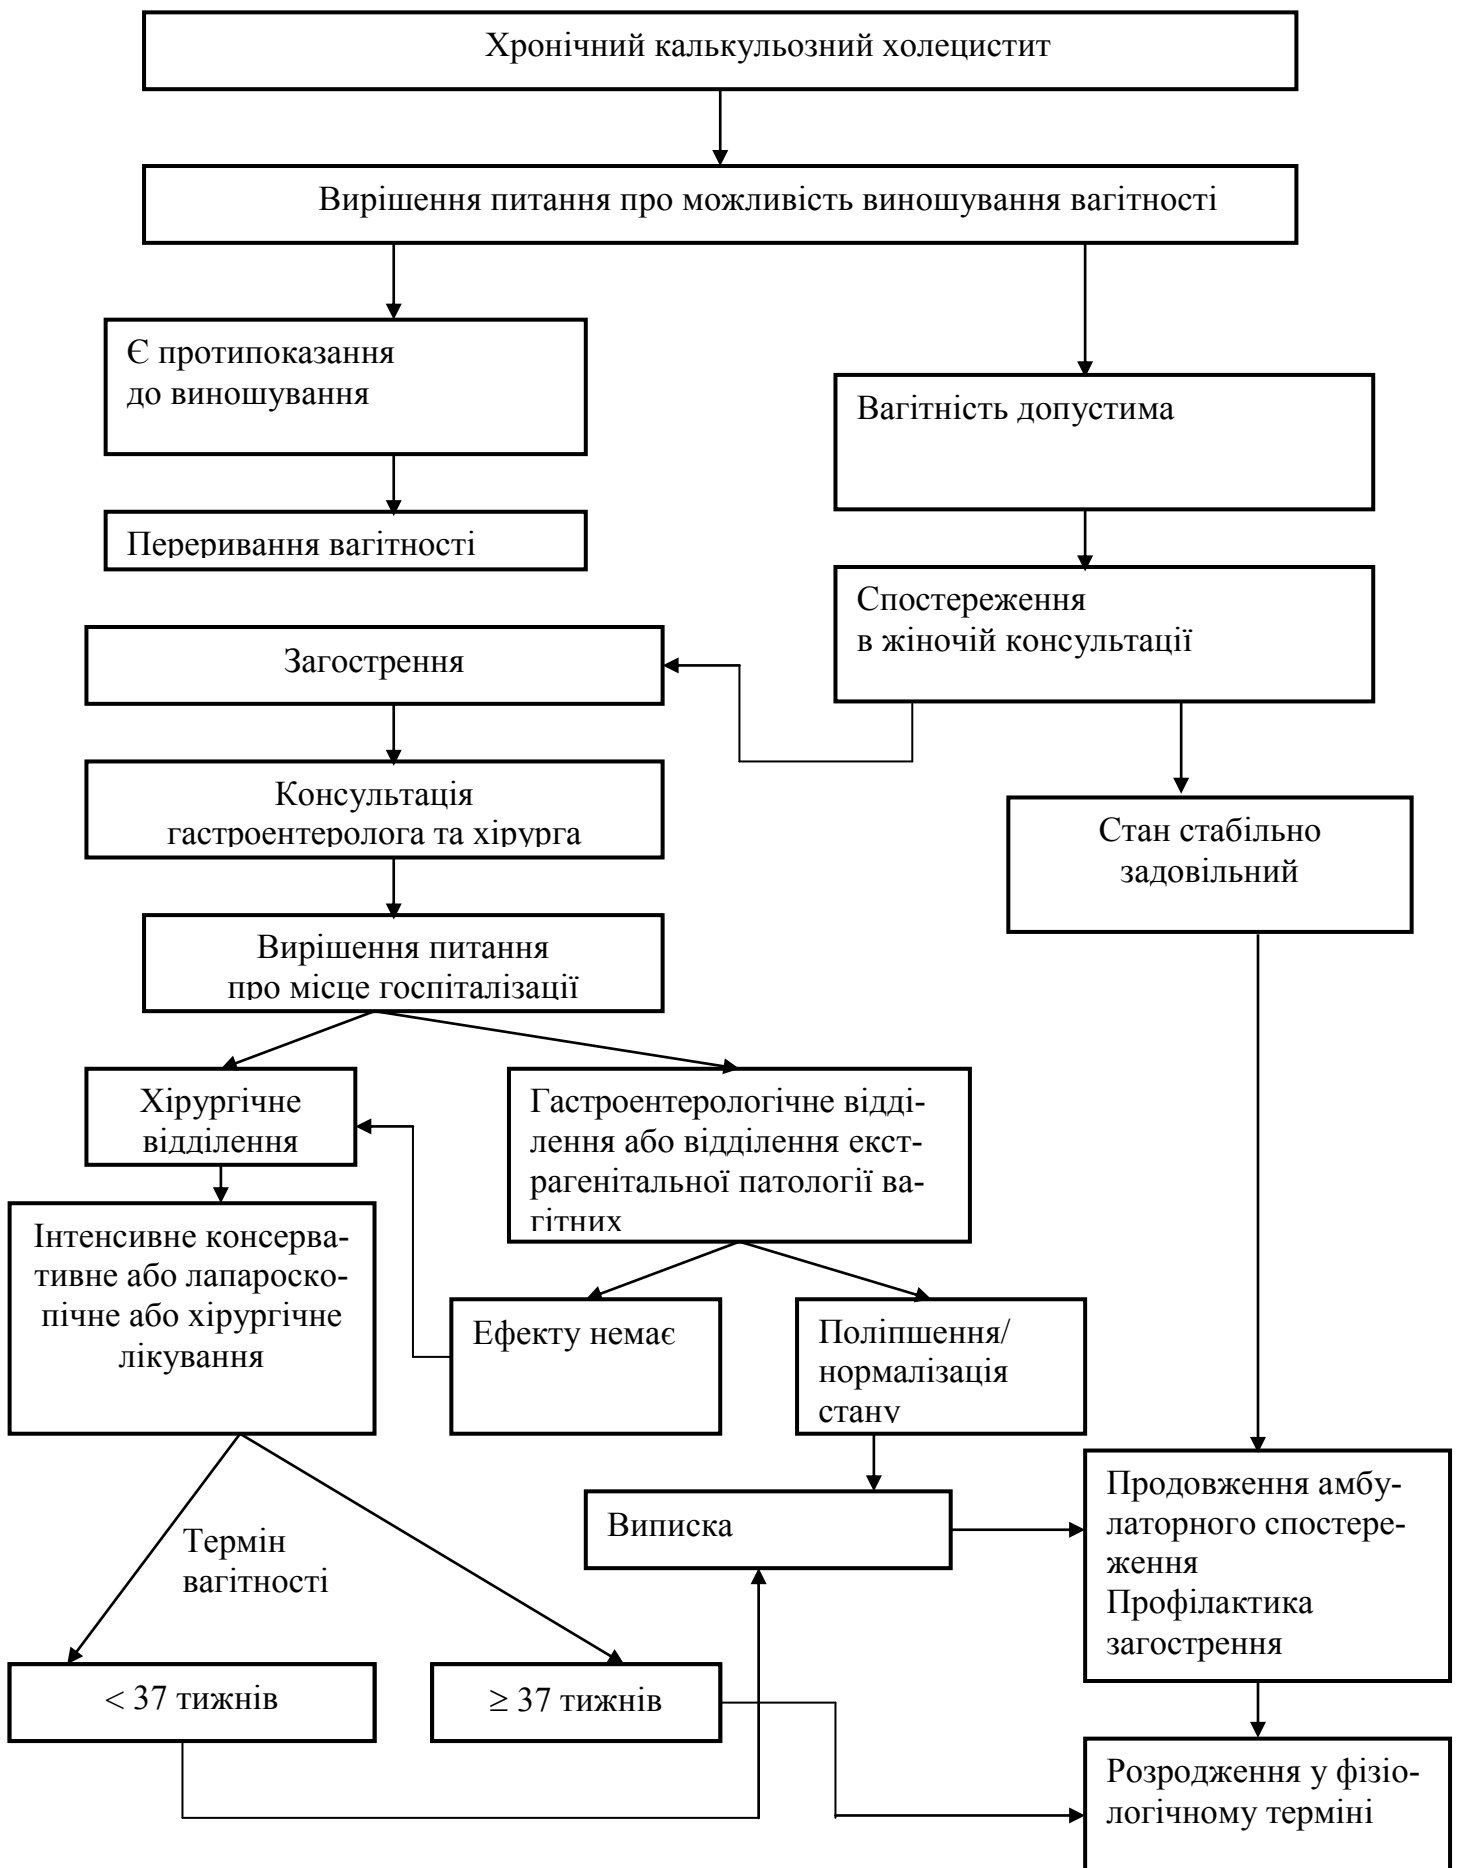 Хронічний калькульозний холецистит
Вирішення питання про можливість виношування вагітності
Є протипоказання
до виношування
Вагітність допустима
Переривання вагітності
Спостереження
в жіночій консультації
Загострення
Консультація
гастроентеролога та хірурга
Стан стабільно
задовільний
Вирішення питання
про місце госпіталізації
Хірургічне
відділення
Гастроентерологічне відді-
лення або відділення екст-
рагенітальної патології ва-
гітних
Інтенсивне консерва-
тивне або лапароско-
пічне або хірургічне
лікування
Ефекту немає
Поліпшення/
нормалізація
стану
Виписка
Продовження амбу-
латорного спостере-
ження
Профілактика
загострення
Термін
вагітності
< 37 тижнів
≥ 37 тижнів
Розродження у фізіо-
логічному терміні